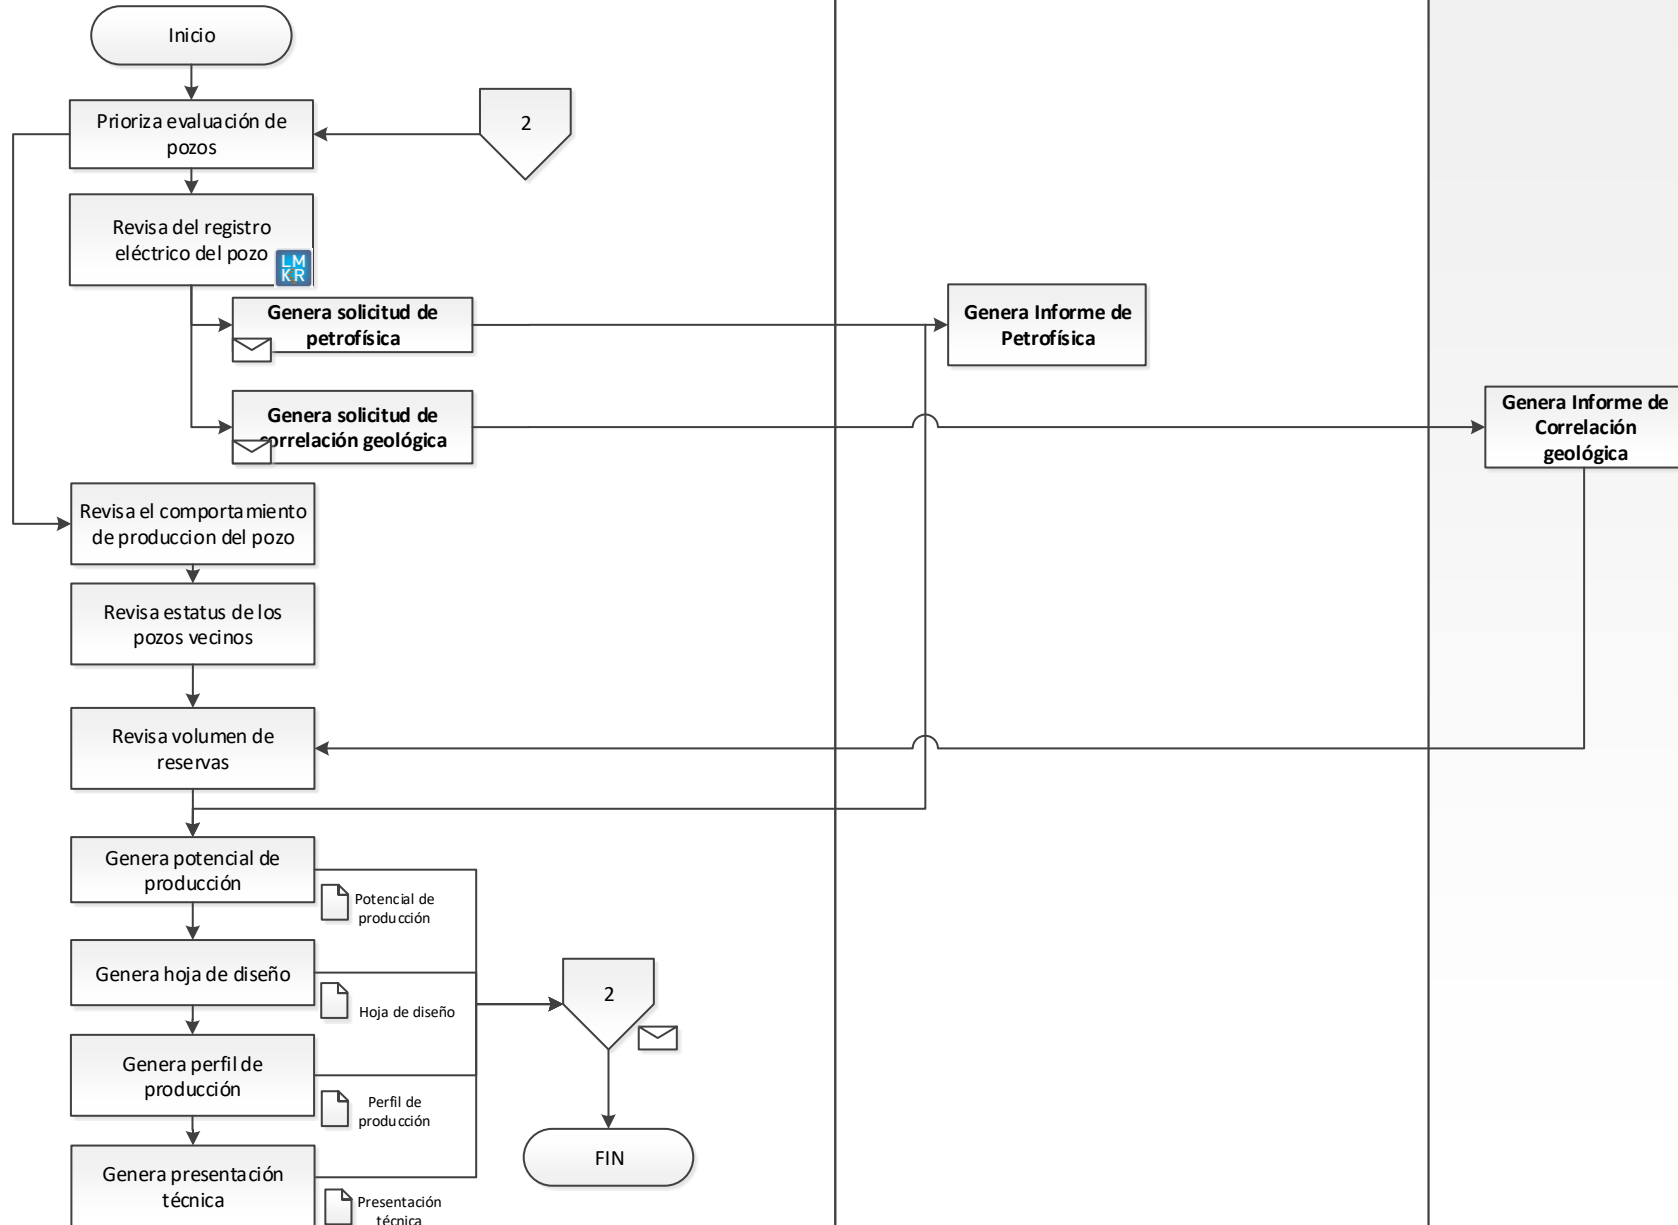 Inicio
Prioriza evaluación de
pozos
2
Revisa del registro
eléctrico del pozo
LM
KR
Genera solicitud de
petrofísica
Genera Informe de
Petrofísica
Genera solicitud de
correlación geológica
Genera Informe de
Correlación
geológica
Revisa el comportamiento
de produccion del pozo
Revisa estatus de los
pozos vecinos
Revisa volumen de
reservas
Genera potencial de
producción
Potencial de
producción
Genera hoja de diseño
Hoja de diseño
2
Genera perfil de
producción
Perfil de
producción
FIN
Genera presentación
técnica
Presentación
técnica